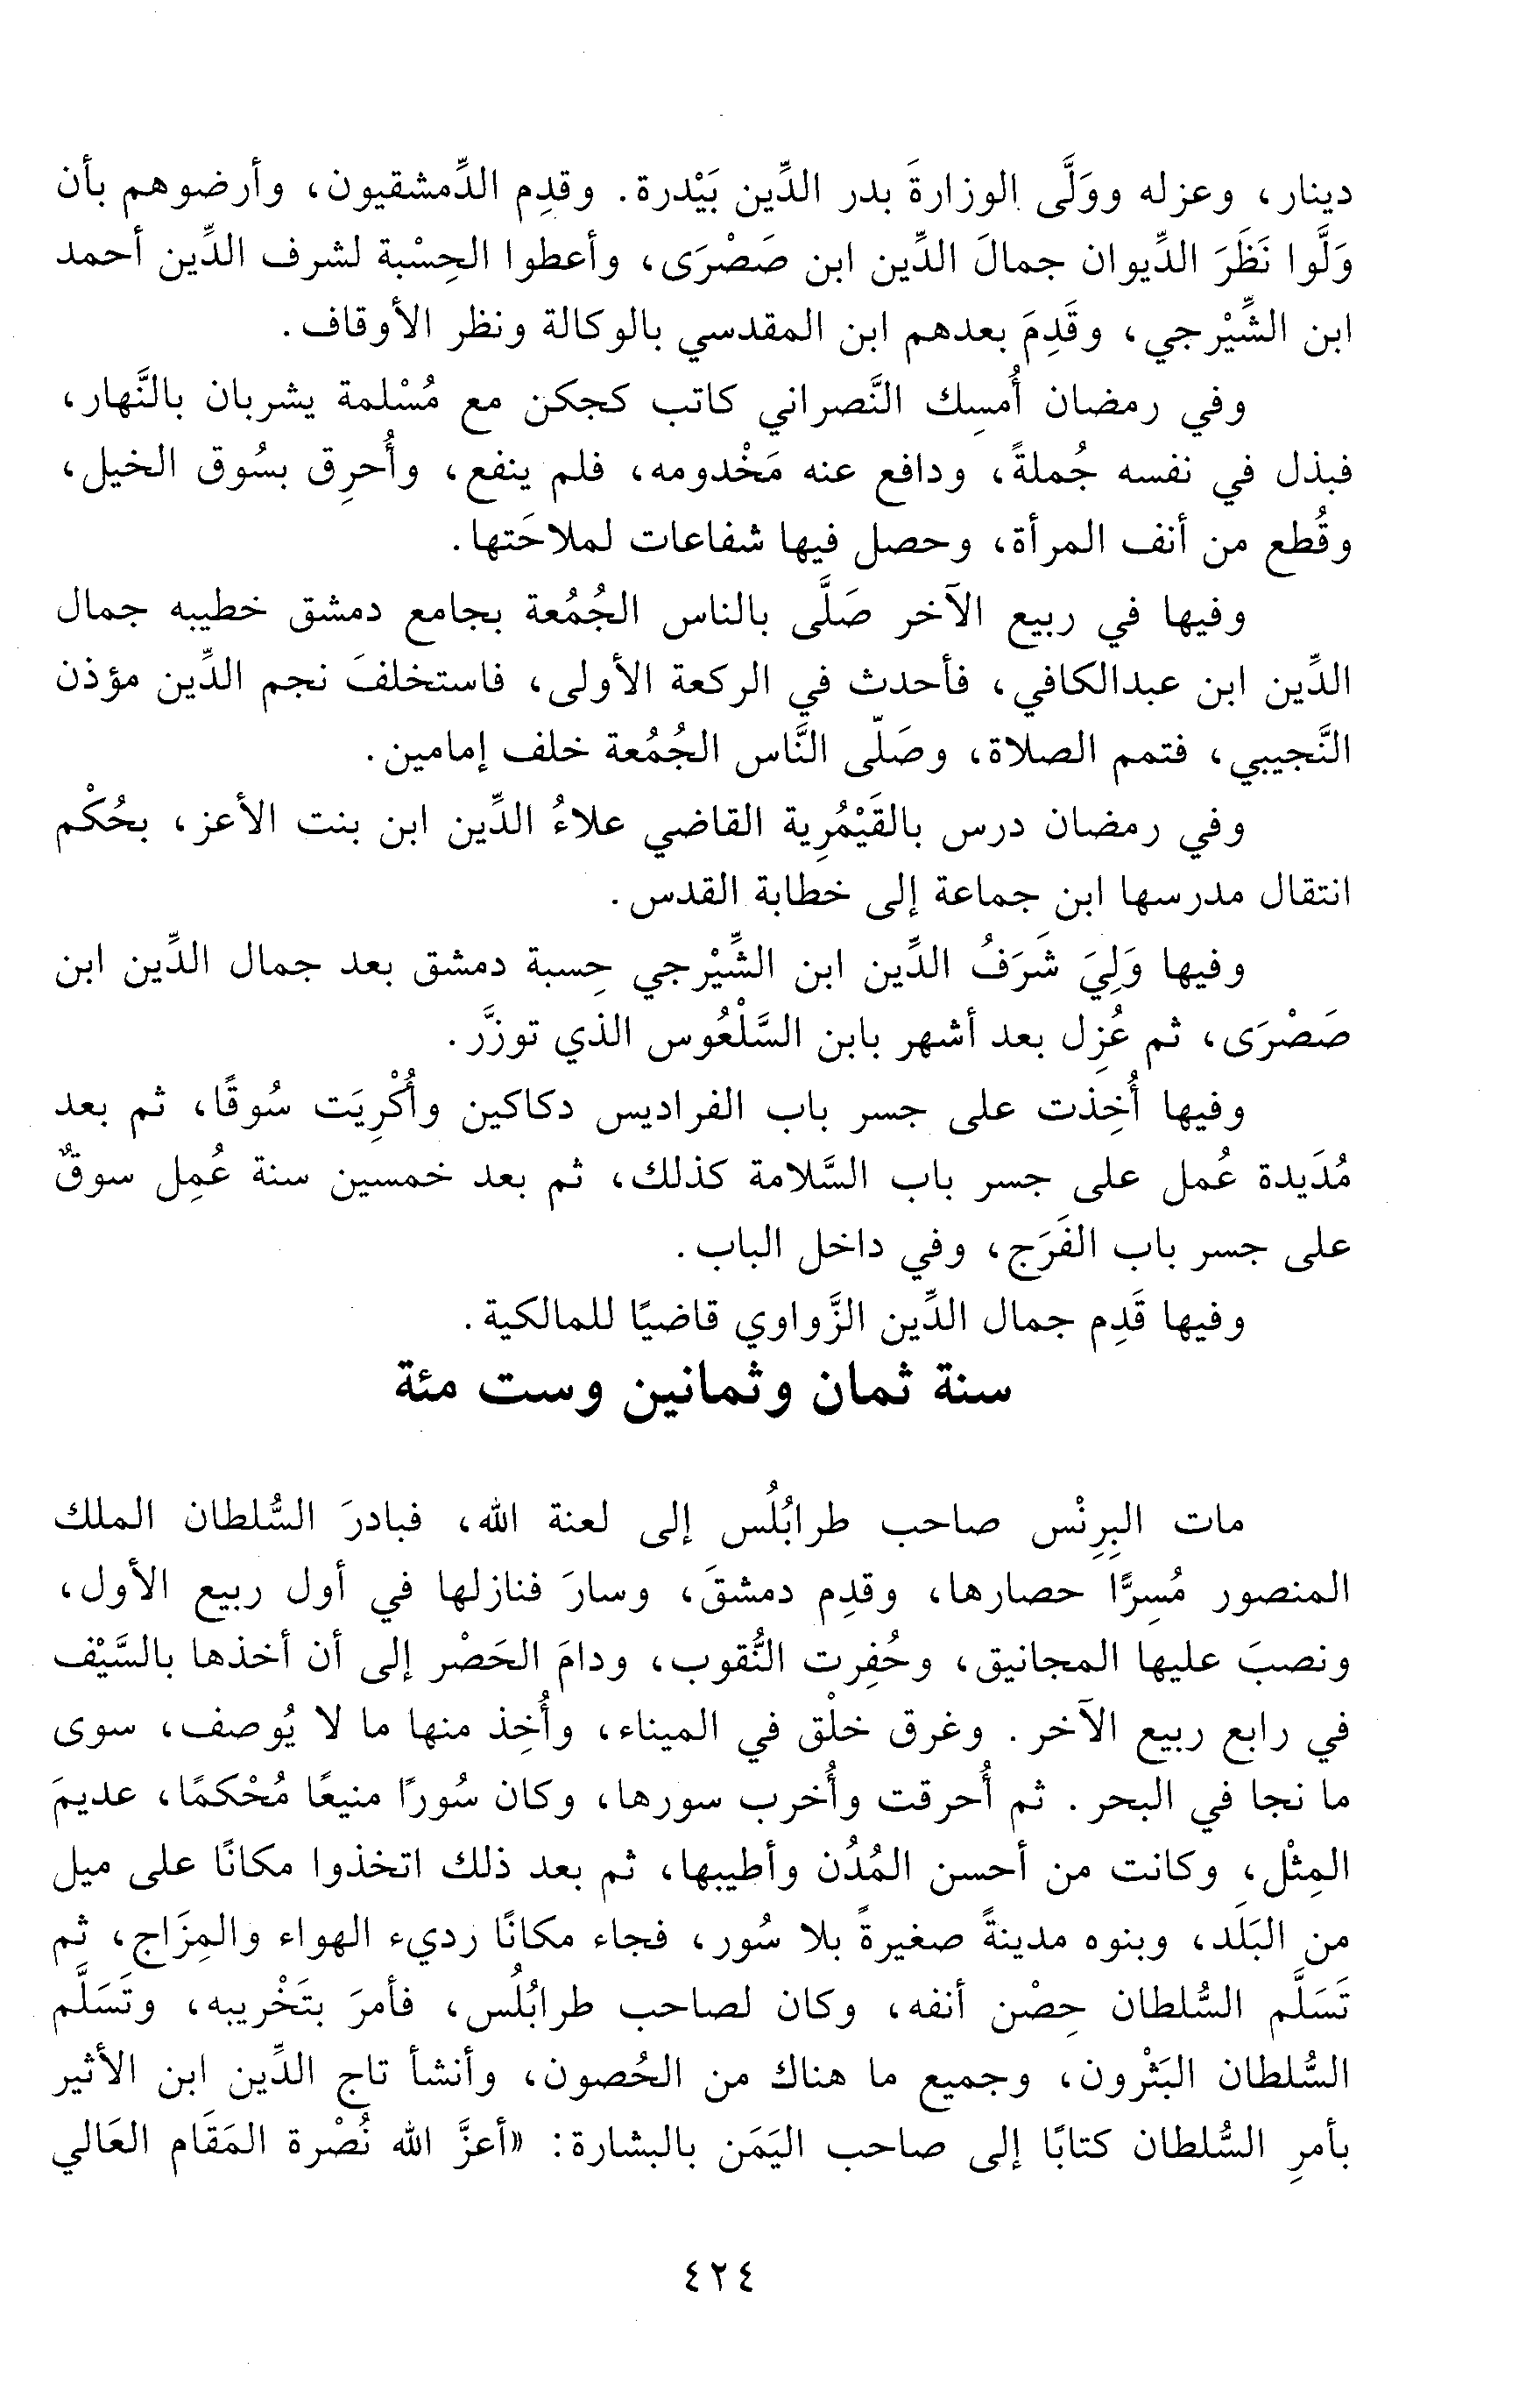 دينار، وعزله ووَلَّى الوزارةَ بدر الدِّين بَيْدرة. وقدِم الدِّمشقيون، وأرضوهم بأن
وَلَّوا نَظَرَ الدِّيوان جمالَ الدِّين ابن صَصْرَى، وأعطوا الحِسْبة لشرف الدِّين أحمد
ابن الشِّيْرجي، وقَدِمَ بعدهم ابن المقدسي بالوكالة ونظر الأوقاف.
وفي رمضان أُمسِك النَّصراني كاتب كجكن مع مُسْلمة يشربان بالنَّهار،
فبذل في نفسه جُملةً، ودافع عنه مَخْدومه، فلم ينفع، وأُحرِق بسُوق الخيل،
وقُطع من أنف المرأة، وحصل فيها شفاعات لملاحَتها.
وفيها في ربيع الآخر صَلَّى بالناس الجُمُعة بجامع دمشق خطيبه جمال
الدِّين ابن عبدالكافي، فأحدث في الركعة الأولى، فاستخلفَ نجم الدِّين مؤذن
النَّجيبي، فتمم الصلاة، وصَلّى النَّاس الجُمُعة خلف إمامين.
وفي رمضان درس بالقَيْمُرِية القاضي علاءُ الدِّين ابن بنت الأعز، بحُكْم
انتقال مدرسها ابن جماعة إلى خطابة القدس.
وفيها وَلِيَ شَرَفُ الدِّين ابن الشِّيْرجي حِسبة دمشق بعد جمال الدِّين ابن
صَصْرَى، ثم عُزِل بعد أشهر بابن السَّلْعُوس الذي توزَّر.
وفيها أُخِذت على جسر باب الفراديس دكاكين وأُكْرِيَت سُوقًا، ثم بعد
مُدَيدة عُمل على جسر باب السَّلامة كذلك، ثم بعد خمسين سنة عُمِل سوقٌ
على جسر باب الفَرَج، وفي داخل الباب.
وفيها قَدِم جمال الدِّين الزَّواوي قاضيًا للمالكية.
سنة ثمان وثمانين وست مئة
مات البِرِنْس صاحب طرابُلُس إلى لعنة الله، فبادرَ السُّلطان الملك
المنصور مُسِرًّا حصارها، وقدِم دمشقَ، وسارَ فنازلها في أول ربيع الأول،
ونصبَ عليها المجانيق، وحُفِرت النُّقوب، ودامَ الحَصْر إلى أن أخذها بالسَّيْف
في رابع ربيع الآخر. وغرق خلْق في الميناء، وأُخِذ منها ما لا يُوصف، سوى
ما نجا في البحر. ثم أُحرقت وأُخرب سورها، وكان سُورًا منيعًا مُحْكمًا، عديمَ
المِثْل، وكانت من أحسن المُدُن وأطيبها، ثم بعد ذلك اتخذوا مكانًا على ميل
من البَلَد، وبنوه مدينةً صغيرةً بلا سُور، فجاء مكانًا رديء الهواء والمِزَاج، ثم
تَسَلَّم السُّلطان حِصْن أنفه، وكان لصاحب طرابُلُس، فأمرَ بتَخْريبه، وتَسَلَّم
السُّلطان البَثْرون، وجميع ما هناك من الحُصون، وأنشأ تاج الدِّين ابن الأثير
بأمرِ السُّلطان كتابًا إلى صاحب اليَمَن بالبشارة: «أعزَّ الله نُصْرة المَقَام العَالي
٤٢٤